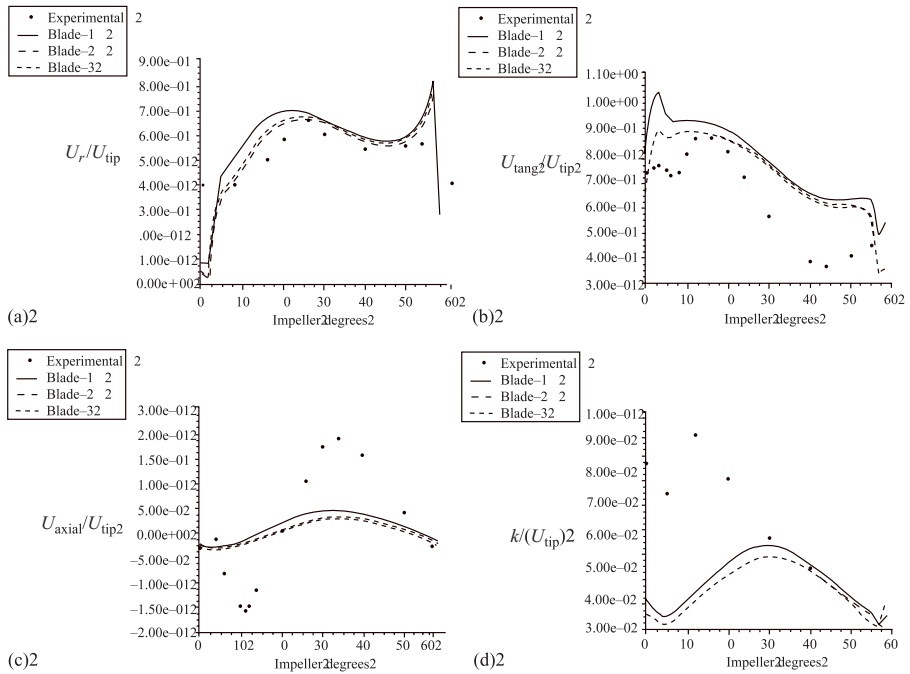 Experimental 2
Blade–1 2
Blade–2 2
Blade–32
9.00e–01
8.00e–01
7.00e–01
6.00e–01
5.00e–012
4.00e–012
3.00e–012
.00e–012
1.00e–012
0.00e+002
U_r/U_tip
0 10 0 30 40 50 602
Impeller2degrees2
(a)2
Experimental 2
Blade–1 2
Blade–2 2
Blade–32
1.10e+00
1.00e+00
9.00e–01
8.00e–012
7.00e–01
6.00e–01
5.00e–01
4.00e–01
3.00e–012
U_tang2/U_tip2
0 10 0 30 40 50 602
Impeller2degrees2
(b)2
Experimental 2
Blade–1 2
Blade–2 2
Blade–32
3.00e–012
2.00e–012
1.50e–01
1.00e–012
5.00e–02
0.00e+002
–5.00e–02
–1.00e–012
–1.50e–012
–2.00e–012
U_axial/U_tip2
0 102 0 30 40 50 602
Impeller2degrees2
(c)2
Experimental 2
Blade–1 2
Blade–2 2
Blade–32
1.00e–012
9.00e–02
8.00e–02
7.00e–02
6.00e–02
5.00e–02
4.00e–02
3.00e–02
k/(U_tip)2
0 10 20 30 40 50 60
Impeller2degrees2
(d)2